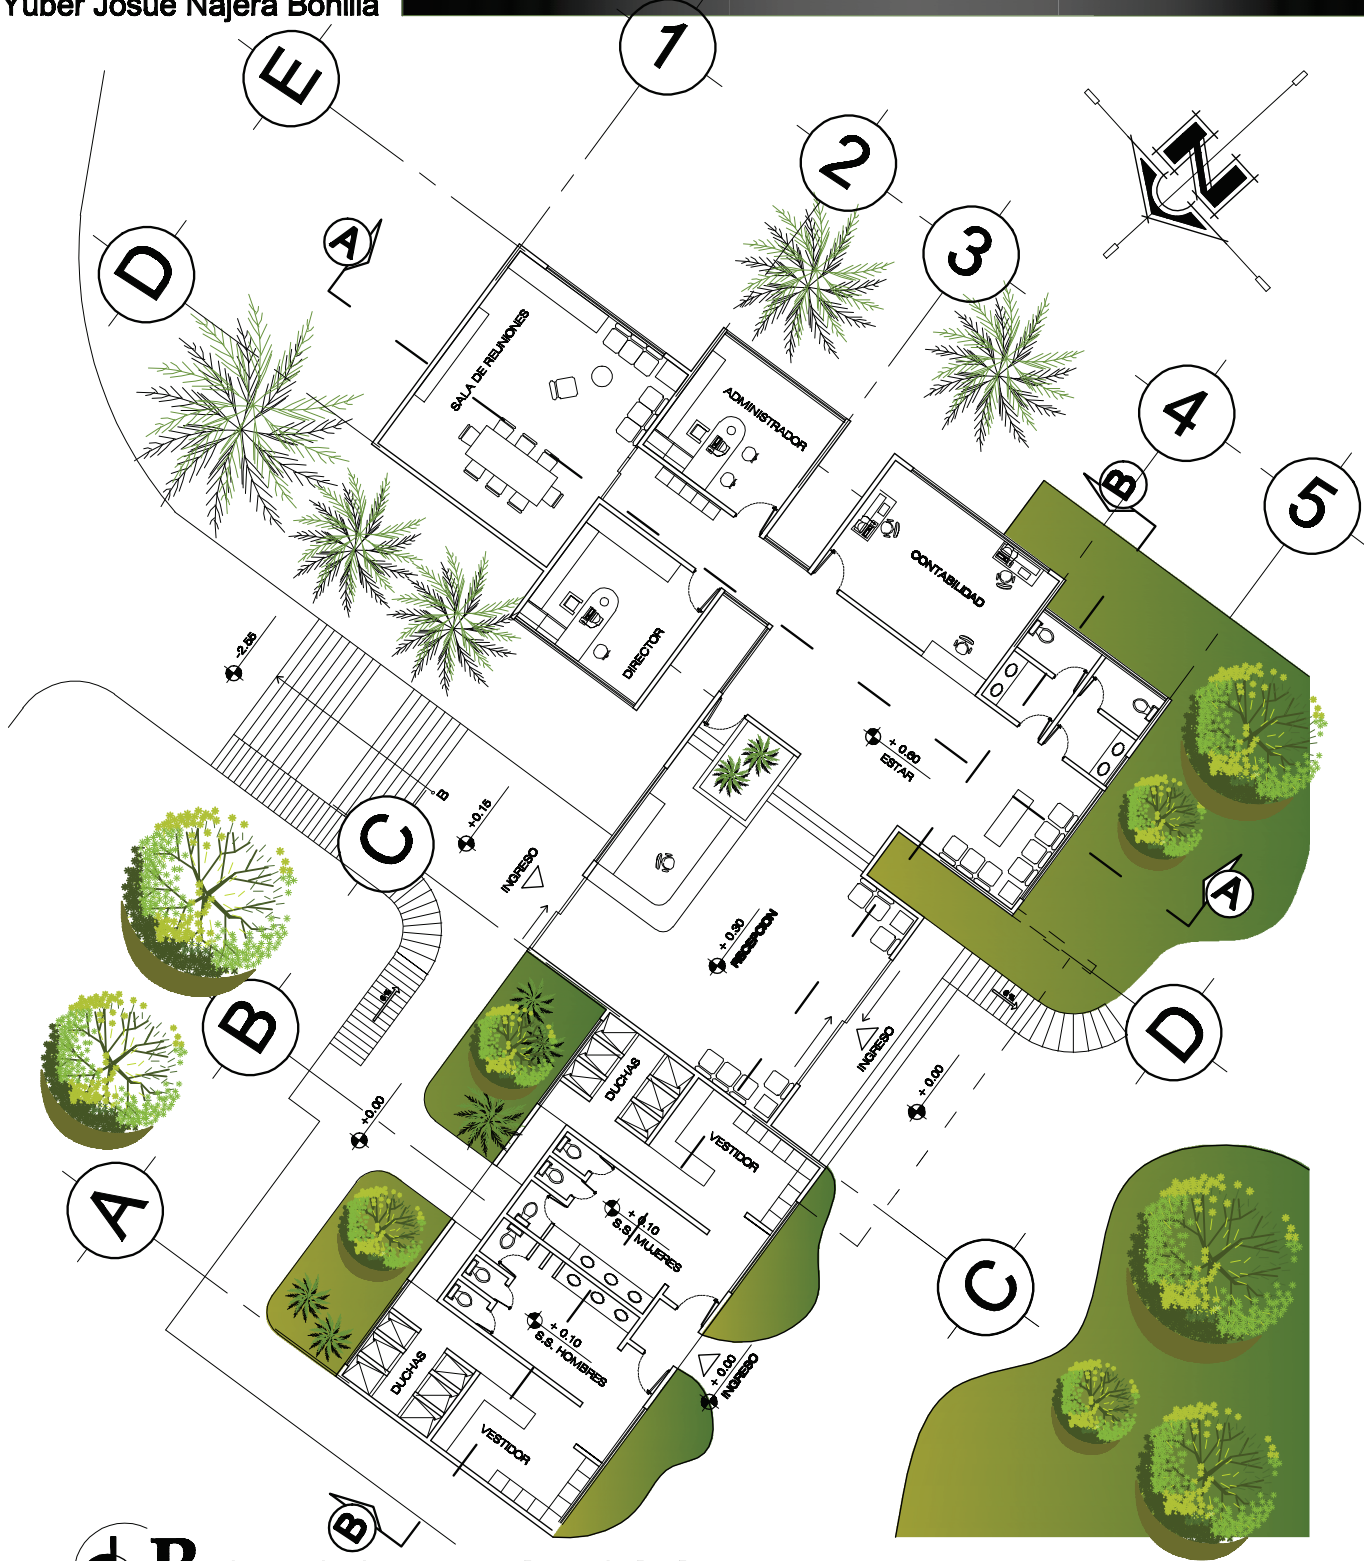 Yuber Josué Najera Bonilla
E
1
2
3
4
5
D
A
N
B
SALA DE REUNIONES
ADMINISTRADOR
CONTABILIDAD
DIRECTOR
-2.55
+ 0.60
ESTAR
B
C
+0.15
INGRESO
A
+ 0.30
RECEPCION
B
D
INGRESO
+ 0.00
DUCHAS
+0.00
VESTIDOR
A
+ 0.10
S.S. MUJERES
C
+ 0.10
S.S. HOMBRES
+ 0.00
INGRESO
DUCHAS
VESTIDOR
B